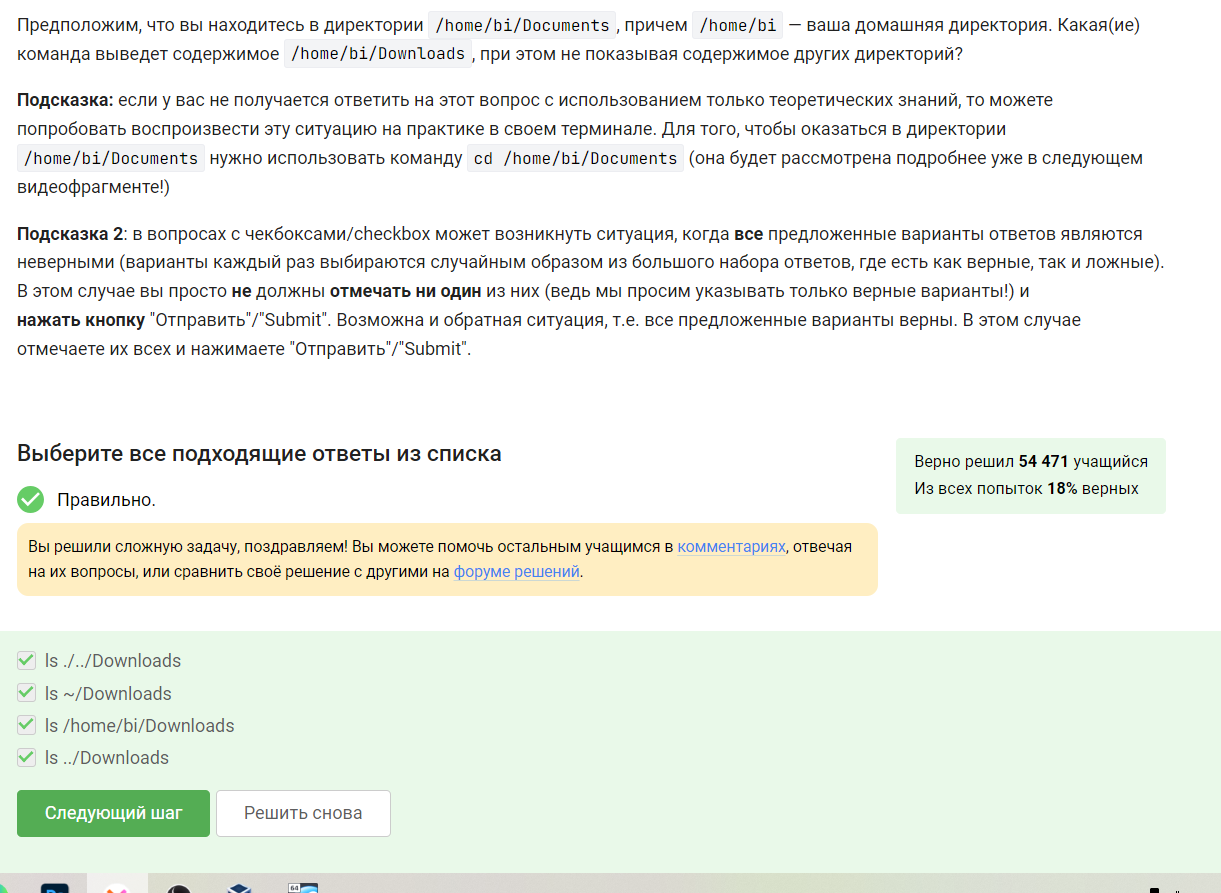 Предположим, что вы находитесь в директории /home/bi/Documents , причем /home/bi — ваша домашняя директория. Какая(ие)
команда выведет содержимое /home/bi/Downloads , при этом не показывая содержимое других директорий?
Подсказка: если у вас не получается ответить на этот вопрос с использованием только теоретических знаний, то можете
попробовать воспроизвести эту ситуацию на практике в своем терминале. Для того, чтобы оказаться в директории
/home/bi/Documents нужно использовать команду cd /home/bi/Documents (она будет рассмотрена подробнее уже в следующем
видеофрагменте!)
Подсказка 2: в вопросах с чекбоксами/checkbox может возникнуть ситуация, когда все предложенные варианты ответов являются
неверными (варианты каждый раз выбираются случайным образом из большого набора ответов, где есть как верные, так и ложные).
В этом случае вы просто не должны отмечать ни один из них (ведь мы просим указывать только верные варианты!) и
нажать кнопку "Отправить"/"Submit". Возможна и обратная ситуация, т.е. все предложенные варианты верны. В этом случае
отмечаете их всех и нажимаете "Отправить"/"Submit".
Выберите все подходящие ответы из списка
Верно решил 54 471 учащийся
Из всех попыток 18% верных
Правильно.
Вы решили сложную задачу, поздравляем! Вы можете помочь остальным учащимся в комментариях, отвечая
на их вопросы, или сравнить своё решение с другими на форуме решений.
ls ./../Downloads
ls ~/Downloads
ls /home/bi/Downloads
ls ../Downloads
Следующий шаг
Решить снова
64